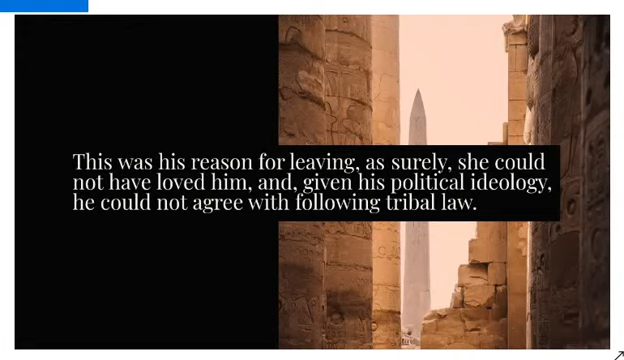 This was his reason for leaving, as surely, she could
not have loved him, and, given his political ideology,
he could not agree with following tribal law.